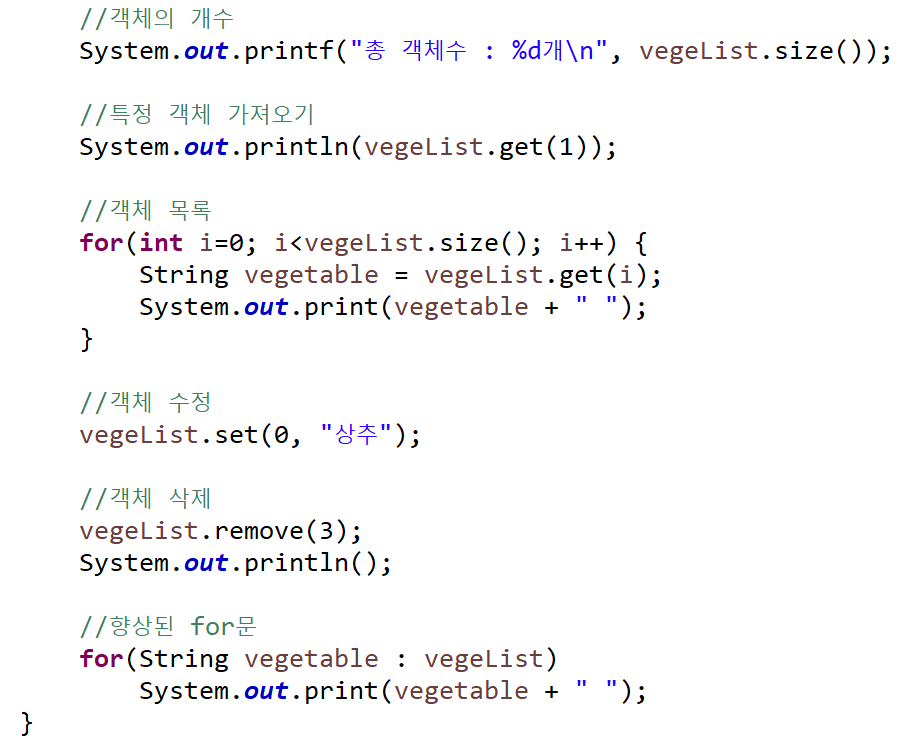 //객체의 개수
System.out.printf("총 객체수 : %d개\n", vegeList.size());
//특정 객체 가져오기
System.out.println(vegeList.get(1));
//객체 목록
for(int i=0; i<vegeList.size(); i++) {
String vegetable = vegeList.get(i);
System.out.print(vegetable + " ");
}
//객체 수정
vegeList.set(0, "상추");
//객체 삭제
vegeList.remove(3);
System.out.println();
//향상된 for문
for(String vegetable : vegeList)
System.out.print(vegetable + " ");
}